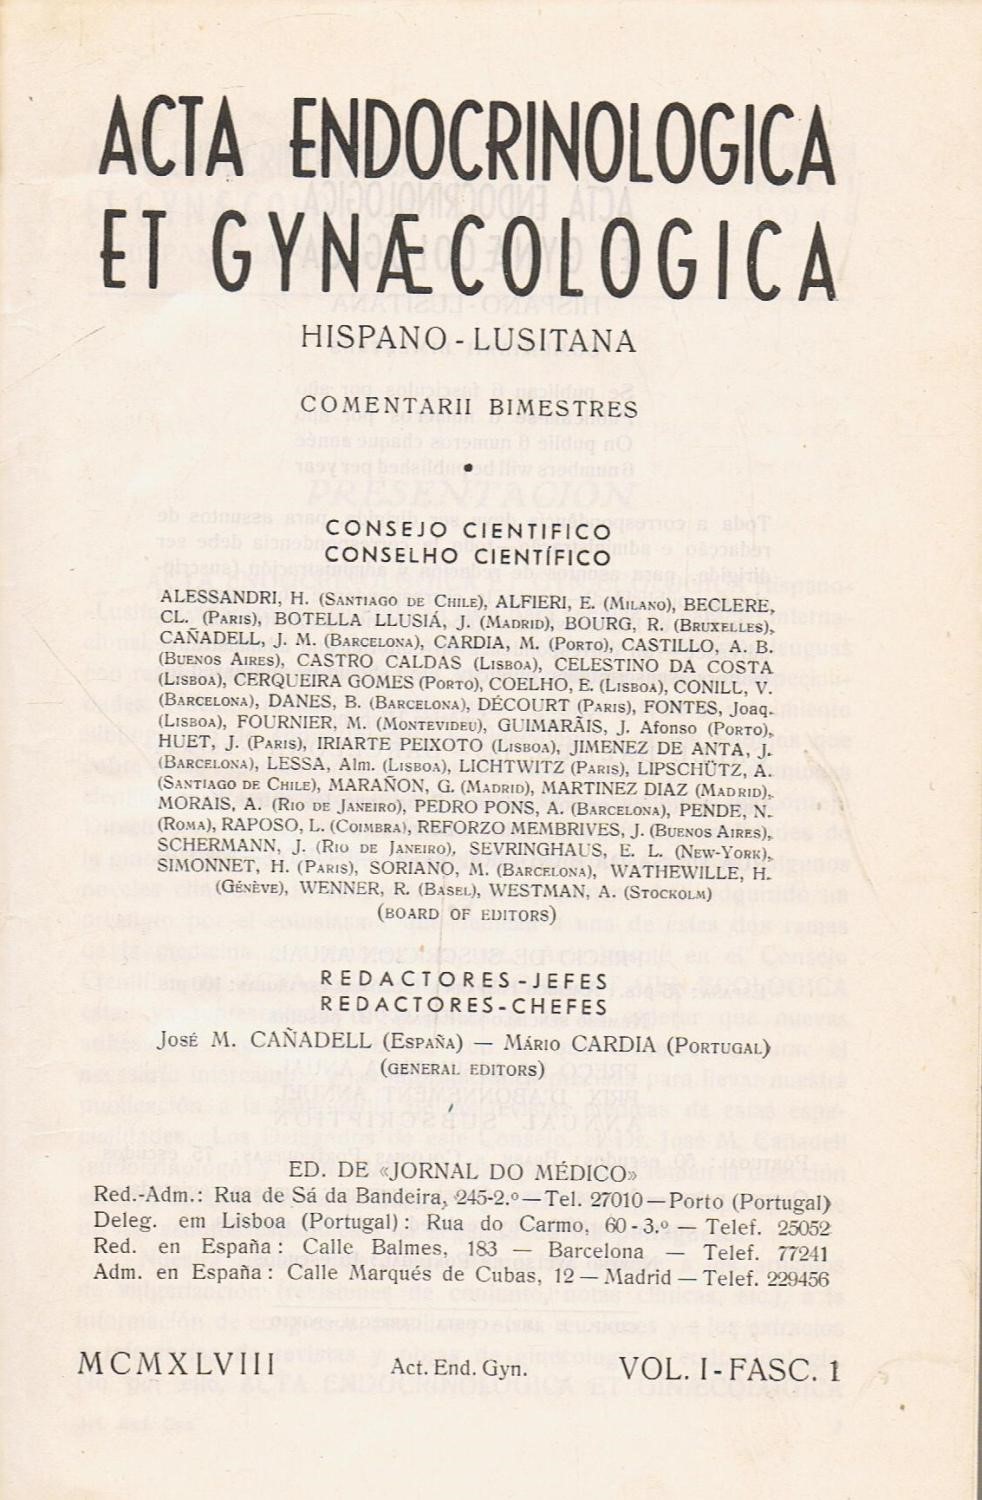 ACTA ENDOCRINOLOGICA
ET GYNÆCOLOGICA
HISPANO-LUSITANA
COMENTARII BIMESTRES
•
CONSEJO CIENTIFICO
CONSELHO CIENTÍFICO
ALESSANDRI, H. (Santiago de Chile), ALFIERI, E. (Milano), BECLERE,
CL. (Paris), BOTELLA LLUSIÁ, J. (Madrid), BOURG, R. (Bruxelles),
CAÑADELL, J. M. (Barcelona), CARDIA, M. (Porto), CASTILLO, A. B.
(Buenos Aires), CASTRO CALDAS (Lisboa), CELESTINO DA COSTA
(Lisboa), CERQUEIRA GOMES (Porto), COELHO, E. (Lisboa), CONILL, V.
(Barcelona), DANES, B. (Barcelona), DÉCOURT (Paris), FONTES, Joaq.
(Lisboa), FOURNIER, M. (Montevideu), GUIMARÃIS, J. Afonso (Porto),
HUET, J. (Paris), IRIARTE PEIXOTO (Lisboa), JIMENEZ DE ANTA, J.
(Barcelona), LESSA, Alm. (Lisboa), LICHTWITZ (Paris), LIPSCHÜTZ, A.
(Santiago de Chile), MARAÑON, G. (Madrid), MARTINEZ DIAZ (Madrid),
MORAIS, A. (Rio de Janeiro), PEDRO PONS, A. (Barcelona), PENDE, N.
(Roma), RAPOSO, L. (Coimbra), REFORZO MEMBRIVES, J. (Buenos Aires),
SCHERMANN, J. (Rio de Janeiro), SEVRINGHAUS, E. L. (New-York),
SIMONNET, H. (Paris), SORIANO, M. (Barcelona), WATHEWILLE, H.
(Génève), WENNER, R. (Basel), WESTMAN, A. (Stockolm)
(BOARD OF EDITORS)
REDACTORES-JEFES
REDACTORES-CHEFES
José M. CAÑADELL (España) — Mário CARDIA (Portugal)
(GENERAL EDITORS)
ED. DE «JORNAL DO MÉDICO»
Red.-Adm.: Rua de Sá da Bandeira, 245-2.º — Tel. 27010 — Porto (Portugal)
Deleg. em Lisboa (Portugal): Rua do Carmo, 60-3.º — Telef. 25052
Red. en España: Calle Balmes, 183 — Barcelona — Telef. 77241
Adm. en España: Calle Marqués de Cubas, 12 — Madrid — Telef. 229456
MCMXLVIII Act. End. Gyn. VOL. I-FASC. 1